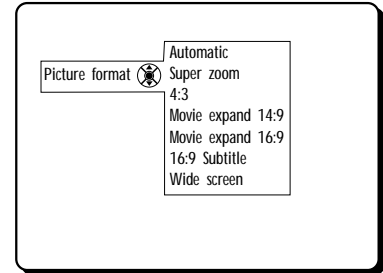 Picture format
Automatic
Super zoom
4:3
Movie expand 14:9
Movie expand 16:9
16:9 Subtitle
Wide screen